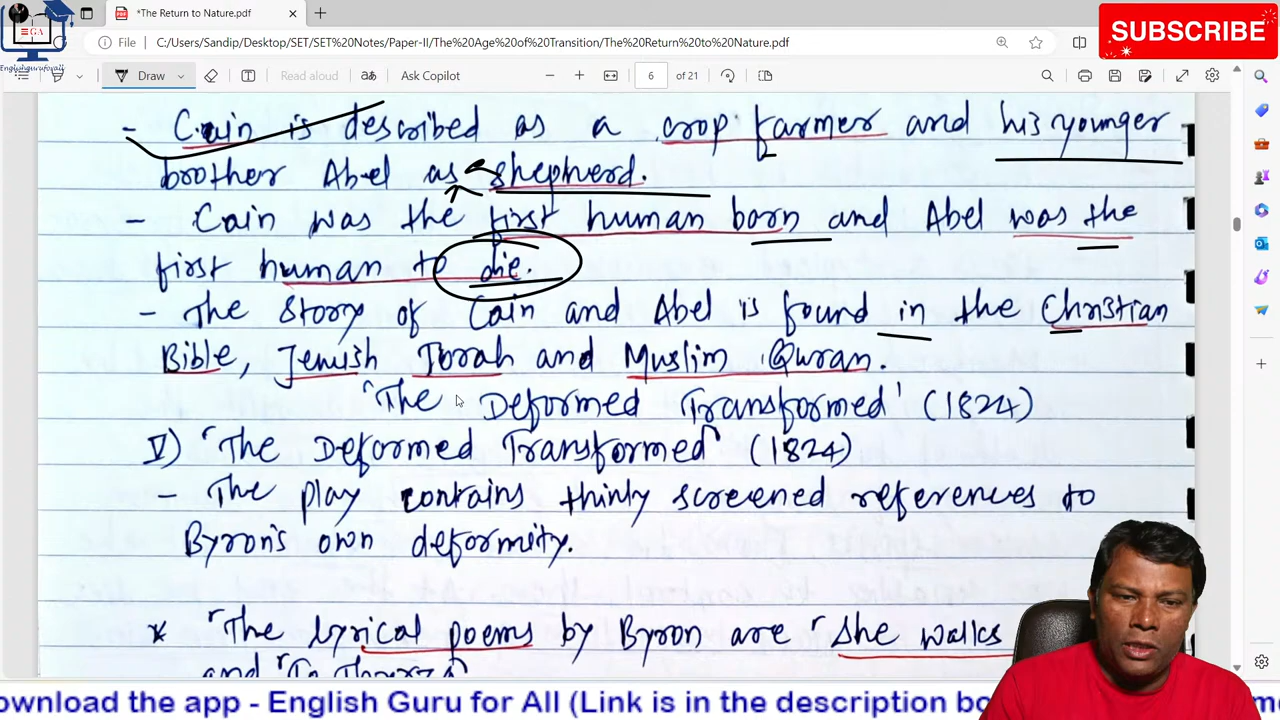 *The Return to Nature.pdf
SUBSCRIBE
File
C:/Users/Sandip/Desktop/SET/SET%20Notes/Paper-II/The%20Age%20of%20Transition/The%20Return%20to%20Nature.pdf
EGA
Englishguruforall
Draw
Read aloud
Ask Copilot
6
of 21
- Cain is described as a crop farmer and his younger
brother Abel as shepherd.
- Cain was the first human born and Abel was the
first human to die.
- The story of Cain and Abel is found in the Christian
Bible, Jewish Torah and Muslim Quran.
'The Deformed Transformed' (1824)
V) 'The Deformed Transformed' (1824)
- The play contains thinly screened references to
Byron's own deformity.
* 'The lyrical poems by Byron are "She walks
and "To Thyrza"
ownload the app - English Guru for All (Link is in the description bo